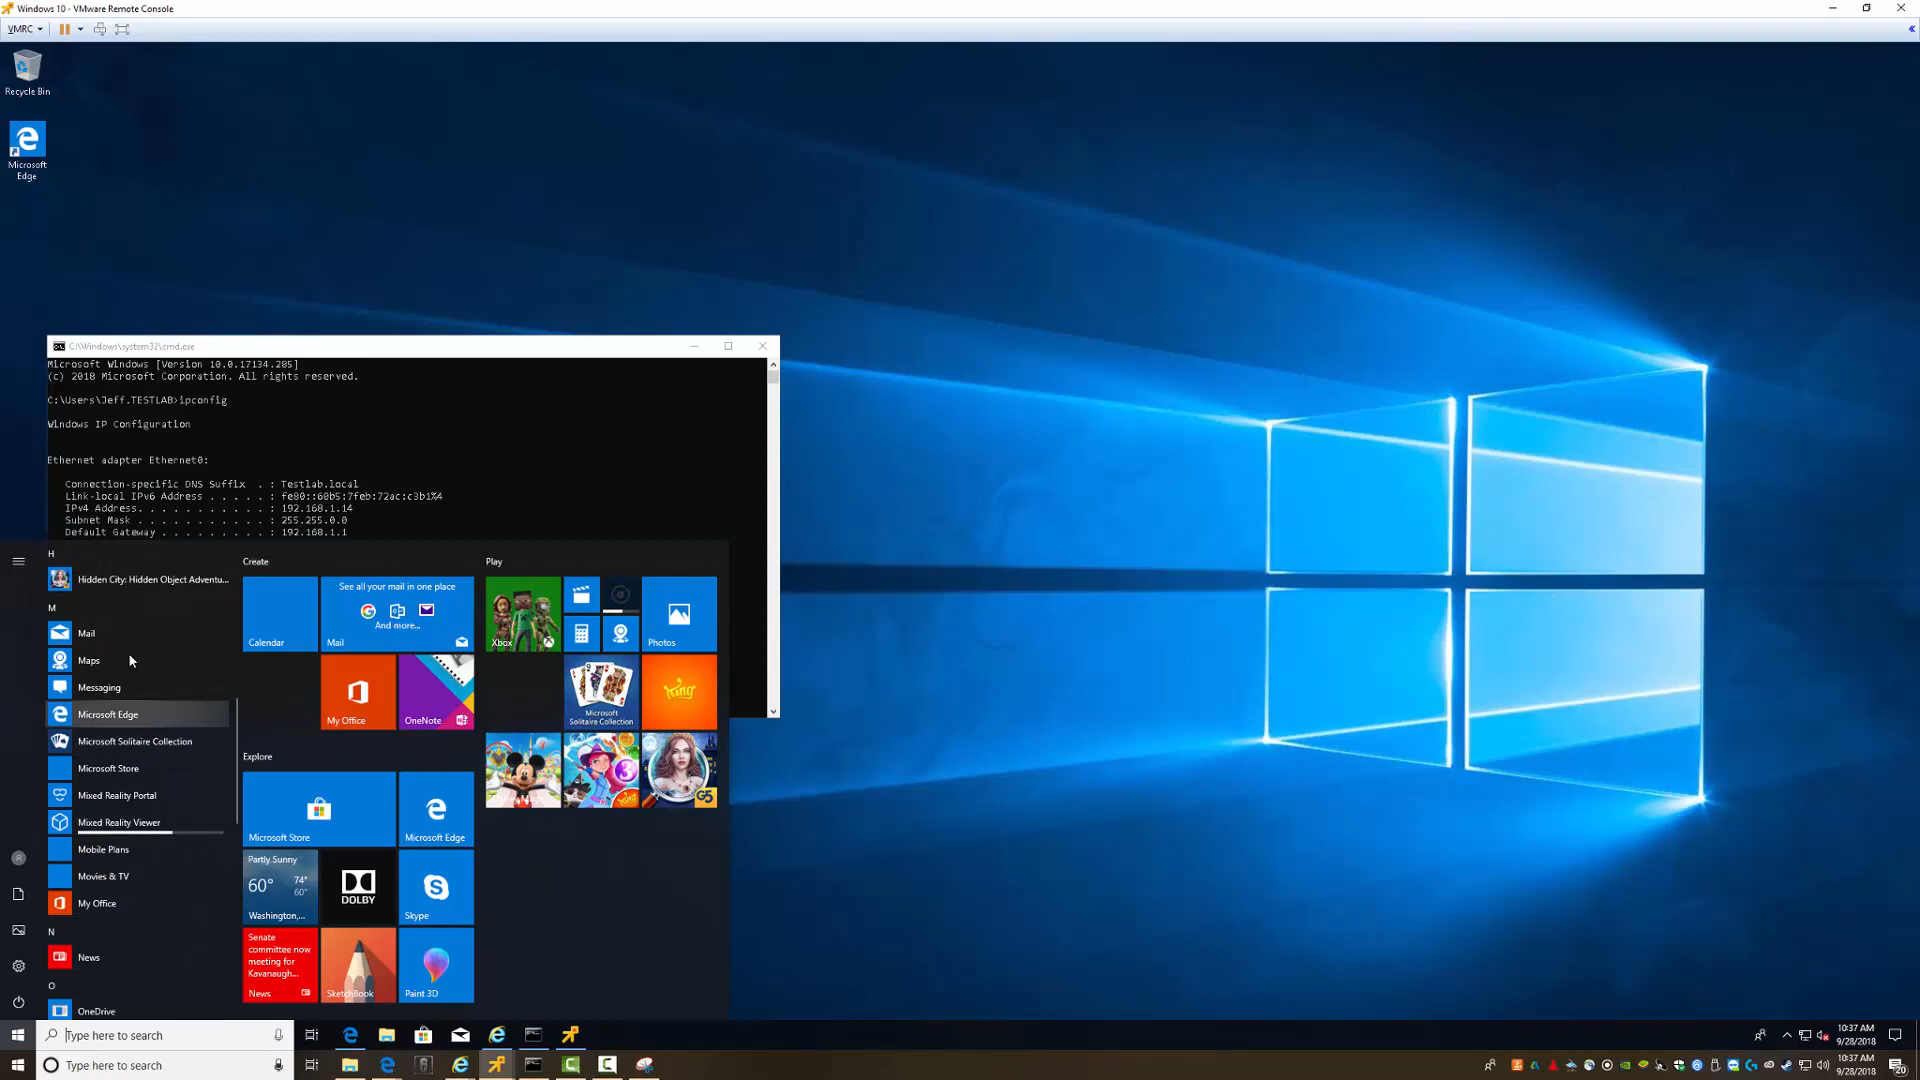 Windows 10 - VMware Remote Console
VMRC
Recycle Bin
Microsoft
Edge
C:\Windows\system32\cmd.exe
Microsoft Windows [Version 10.0.17134.285]
(c) 2018 Microsoft Corporation. All rights reserved.
C:\Users\Jeff.TESTLAB>ipconfig
Windows IP Configuration
Ethernet adapter Ethernet0:
Connection-specific DNS Suffix  . : Testlab.local
Link-local IPv6 Address . . . . . : fe80::60b5:7feb:72ac:c3b1%4
IPv4 Address. . . . . . . . . . . : 192.168.1.14
Subnet Mask . . . . . . . . . . . : 255.255.0.0
Default Gateway . . . . . . . . . : 192.168.1.1
H
Hidden City: Hidden Object Adventu...
M
Mail
Maps
Messaging
Microsoft Edge
Microsoft Solitaire Collection
Microsoft Store
Mixed Reality Portal
Mixed Reality Viewer
Mobile Plans
Movies & TV
My Office
N
News
O
OneDrive
Create
Calendar
See all your mail in one place
And more...
Mail
My Office
OneNote
Explore
Microsoft Store
Microsoft Edge
Partly Sunny
60° 74°
60°
Washington,...
DOLBY
Skype
Senate
committee now
meeting for
Kavanaugh...
News
SketchBook
Paint 3D
Play
Xbox
Photos
Microsoft
Solitaire Collection
King
3
King
G5
Type here to search
10:37 AM
9/28/2018
Type here to search
10:37 AM
9/28/2018
20